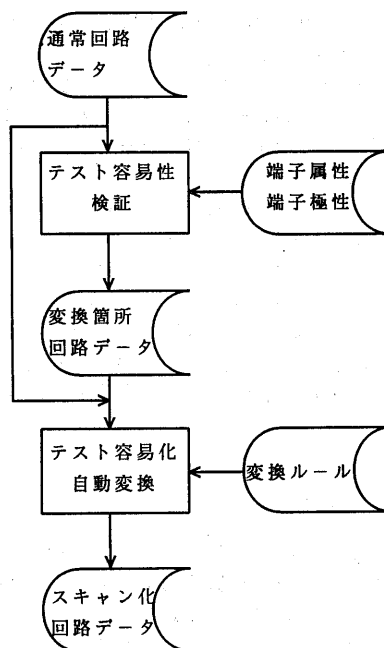 通常回路
データ
テスト容易性
検証
端子属性
端子極性
変換箇所
回路データ
テスト容易化
自動変換
変換ルール
スキャン化
回路データ